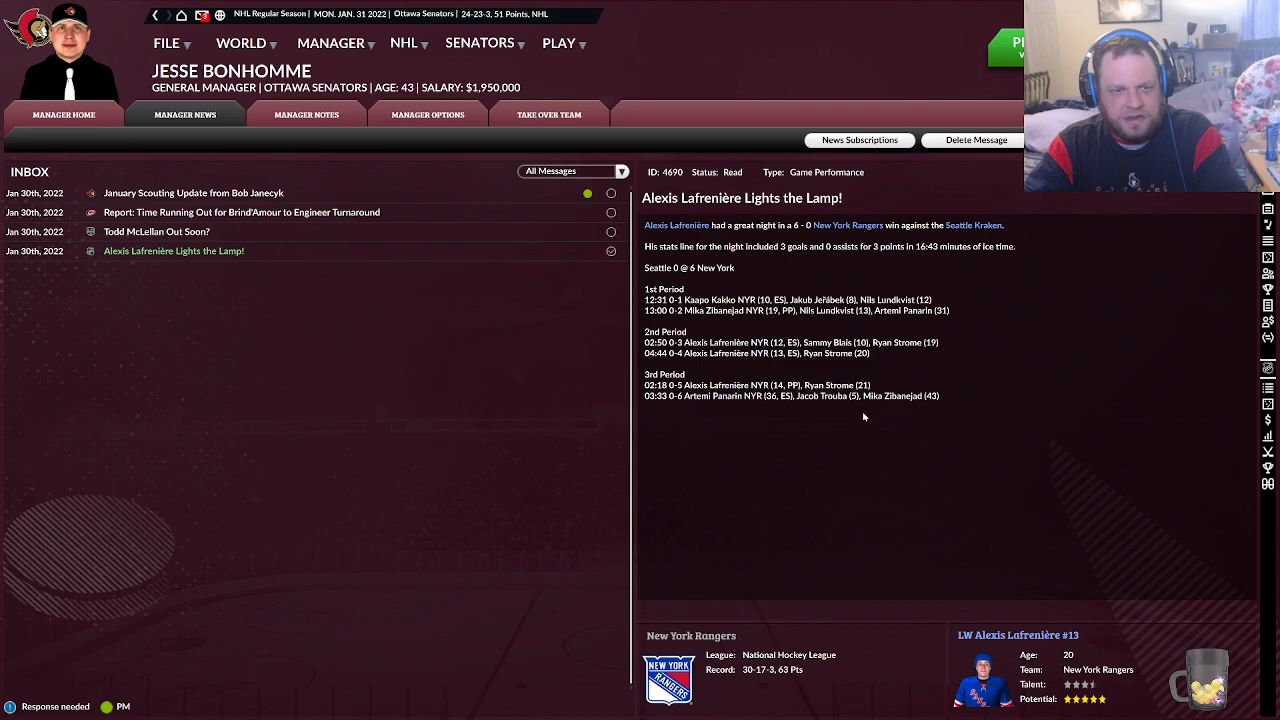 NHL Regular Season | MON. JAN. 31 2022 | Ottawa Senators | 24-23-3, 51 Points, NHL
3
FILE WORLD MANAGER NHL SENATORS PLAY
JESSE BONHOMME
GENERAL MANAGER | OTTAWA SENATORS | AGE: 43 | SALARY: $1,950,000
MANAGER HOME MANAGER NEWS MANAGER NOTES MANAGER OPTIONS TAKE OVER TEAM
News Subscriptions Delete Message
INBOX All Messages
Jan 30th, 2022 January Scouting Update from Bob Janecyk
Jan 30th, 2022 Report: Time Running Out for Brind'Amour to Engineer Turnaround
Jan 30th, 2022 Todd McLellan Out Soon?
Jan 30th, 2022 Alexis Lafrenière Lights the Lamp!
ID: 4690 Status: Read Type: Game Performance
Alexis Lafrenière Lights the Lamp!
Alexis Lafrenière had a great night in a 6 - 0 New York Rangers win against the Seattle Kraken.
His stats line for the night included 3 goals and 0 assists for 3 points in 16:43 minutes of ice time.
Seattle 0 @ 6 New York
1st Period
12:31 0-1 Kaapo Kakko NYR (10, ES), Jakub Jeřábek (8), Nils Lundkvist (12)
13:00 0-2 Mika Zibanejad NYR (19, PP), Nils Lundkvist (13), Artemi Panarin (31)
2nd Period
02:50 0-3 Alexis Lafrenière NYR (12, ES), Sammy Blais (10), Ryan Strome (19)
04:44 0-4 Alexis Lafrenière NYR (13, ES), Ryan Strome (20)
3rd Period
02:18 0-5 Alexis Lafrenière NYR (14, PP), Ryan Strome (21)
03:33 0-6 Artemi Panarin NYR (36, ES), Jacob Trouba (5), Mika Zibanejad (43)
New York Rangers
League: National Hockey League
Record: 30-17-3, 63 Pts
NEW YORK
RANGERS
LW Alexis Lafrenière #13
Age: 20
Team: New York Rangers
Talent:
Potential:
Response needed PM